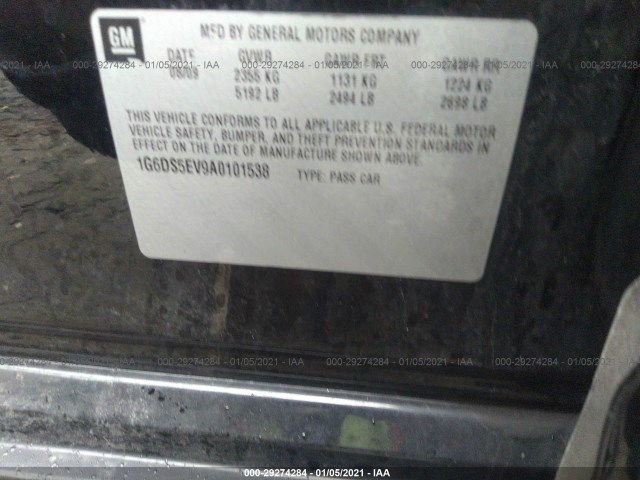 GM
MFD BY GENERAL MOTORS COMPANY
DATE GVWR GAWR FRT GAWR RR
08/09 2355 KG 1131 KG 1224 KG
5192 LB 2494 LB 2698 LB
THIS VEHICLE CONFORMS TO ALL APPLICABLE U.S. FEDERAL MOTOR
VEHICLE SAFETY, BUMPER, AND THEFT PREVENTION STANDARDS IN
EFFECT ON THE DATE OF MANUFACTURE SHOWN ABOVE.
1G6DS5EV9A0101538 TYPE: PASS CAR
000-29274284 - 01/05/2021 - IAA